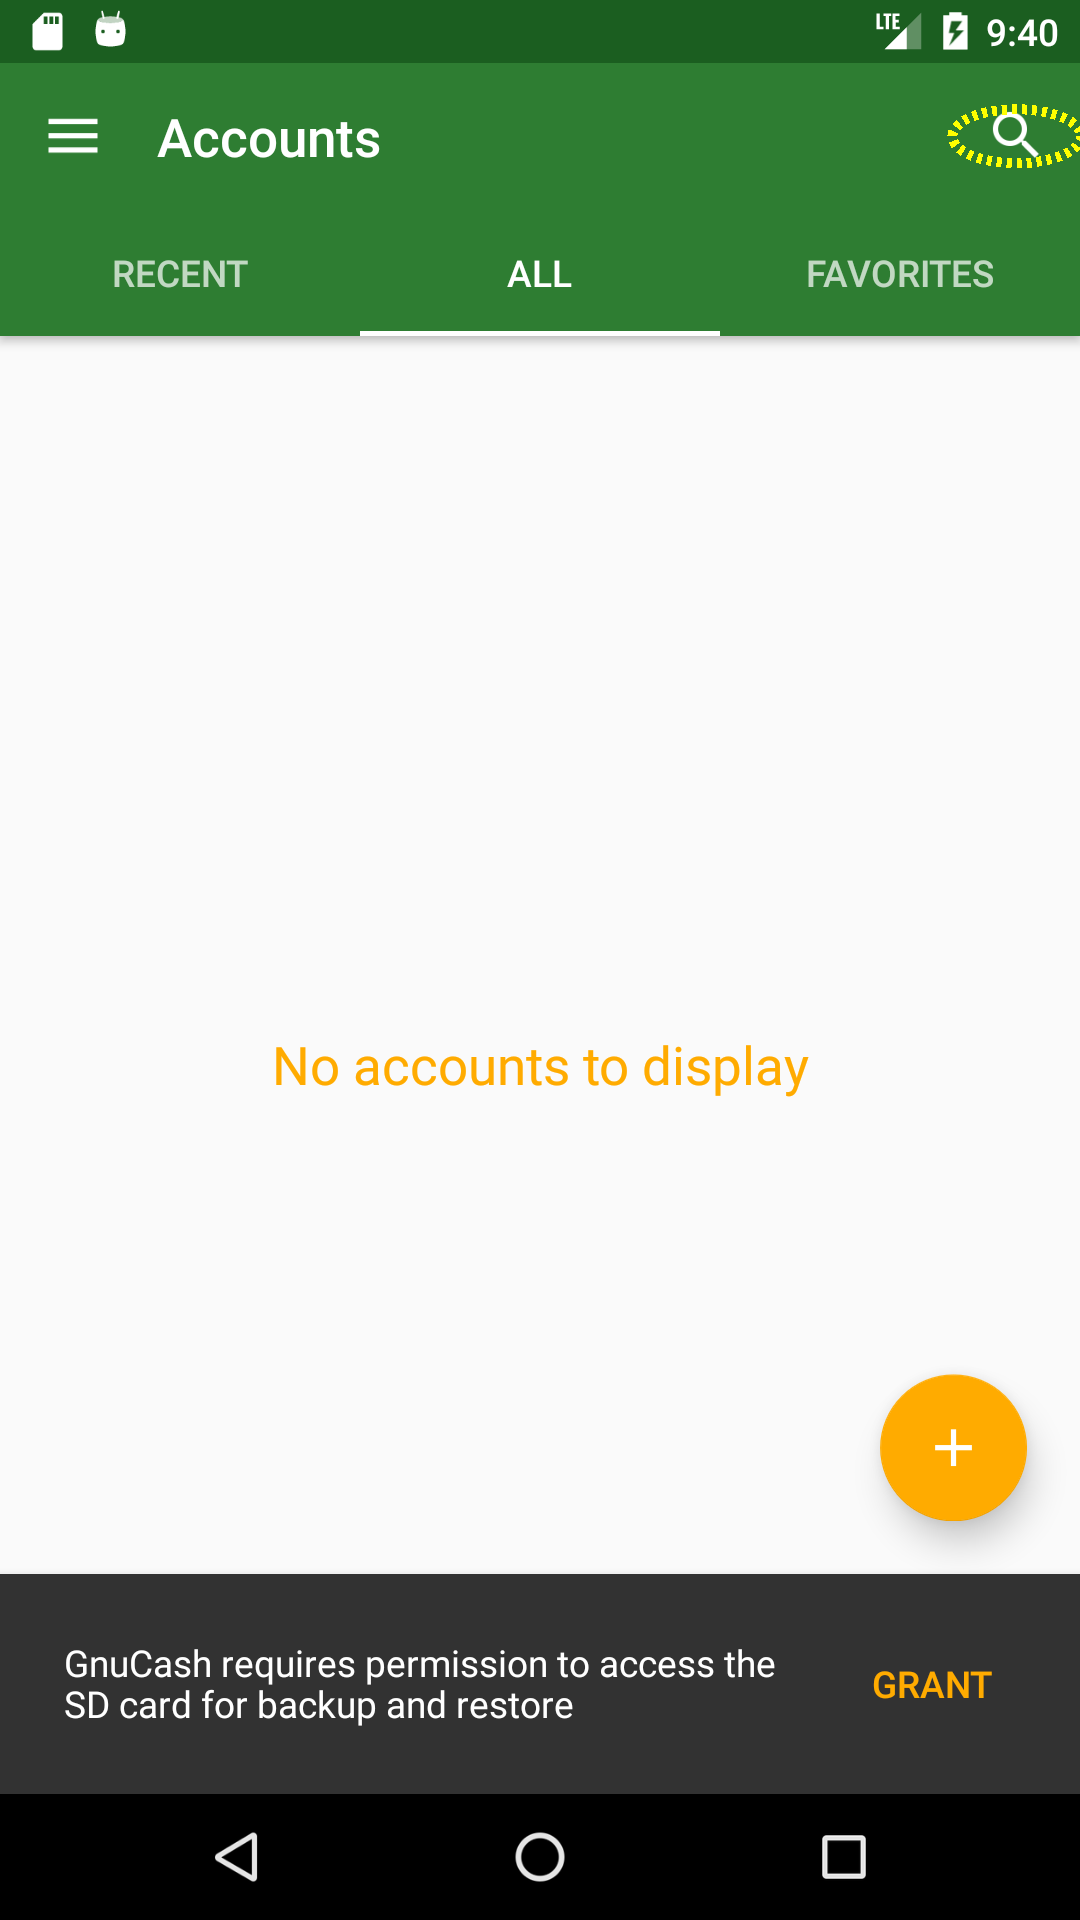 LTE 9:40
Accounts
RECENT ALL FAVORITES
No accounts to display
GnuCash requires permission to access the
SD card for backup and restore
GRANT